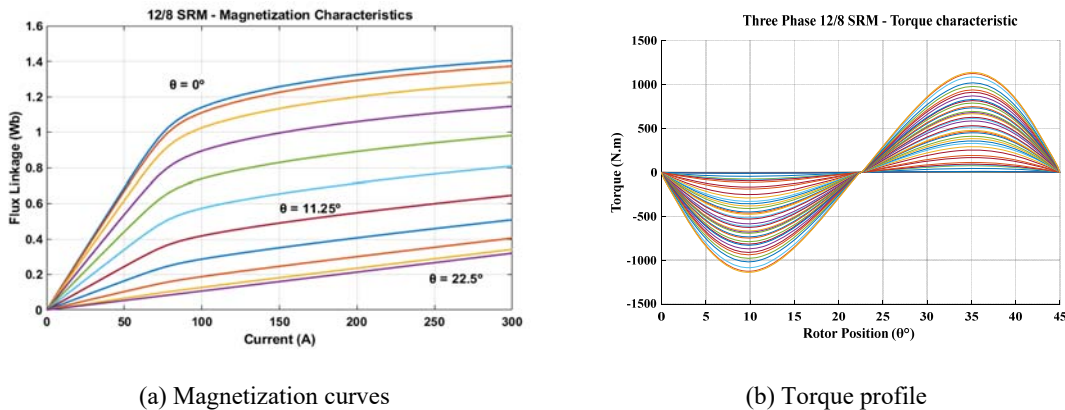 12/8 SRM - Magnetization Characteristics
1.6
1.4
1.2
1
0.8
0.6
0.4
0.2
0
Flux Linkage (Wb)
θ = 0º
θ = 11.25º
θ = 22.5º
0 50 100 150 200 250 300
Current (A)
(a) Magnetization curves
Three Phase 12/8 SRM - Torque characteristic
1500
1000
500
0
-500
-1000
-1500
Torque (N.m)
0 5 10 15 20 25 30 35 40 45
Rotor Position (θ°)
(b) Torque profile